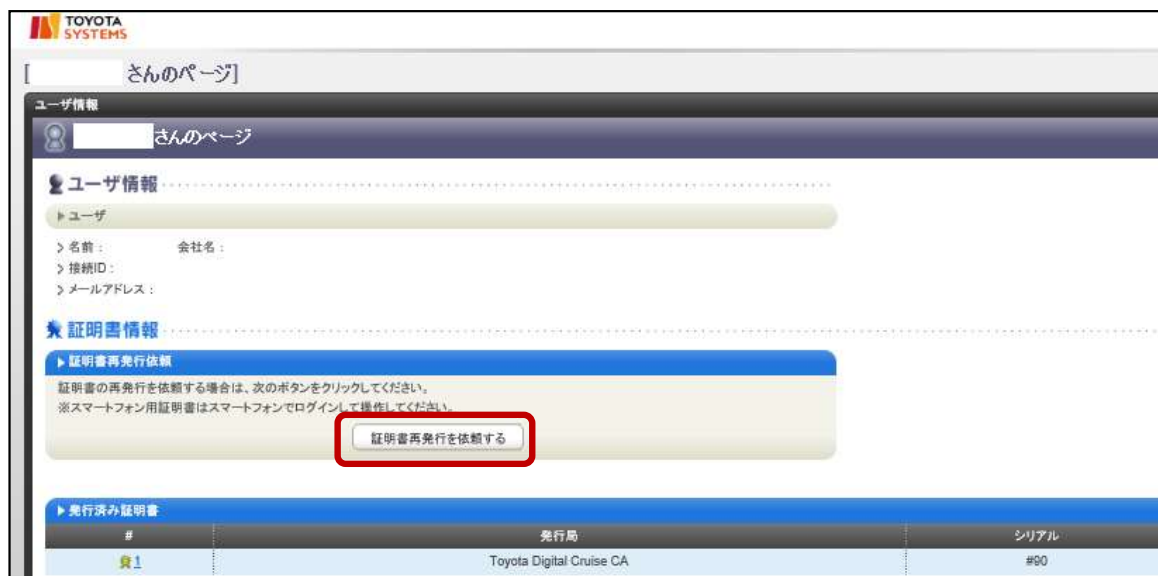 TOYOTA
SYSTEMS
[ さんのページ]
ユーザ情報
さんのページ
ユーザ情報
ユーザ
名前： 会社名：
接続ID：
メールアドレス：
証明書情報
証明書再発行依頼
証明書の再発行を依頼する場合は、次のボタンをクリックしてください。
※スマートフォン用証明書はスマートフォンでログインして操作してください。
証明書再発行を依頼する
発行済み証明書
# 発行局 シリアル
1 Toyota Digital Cruise CA #90